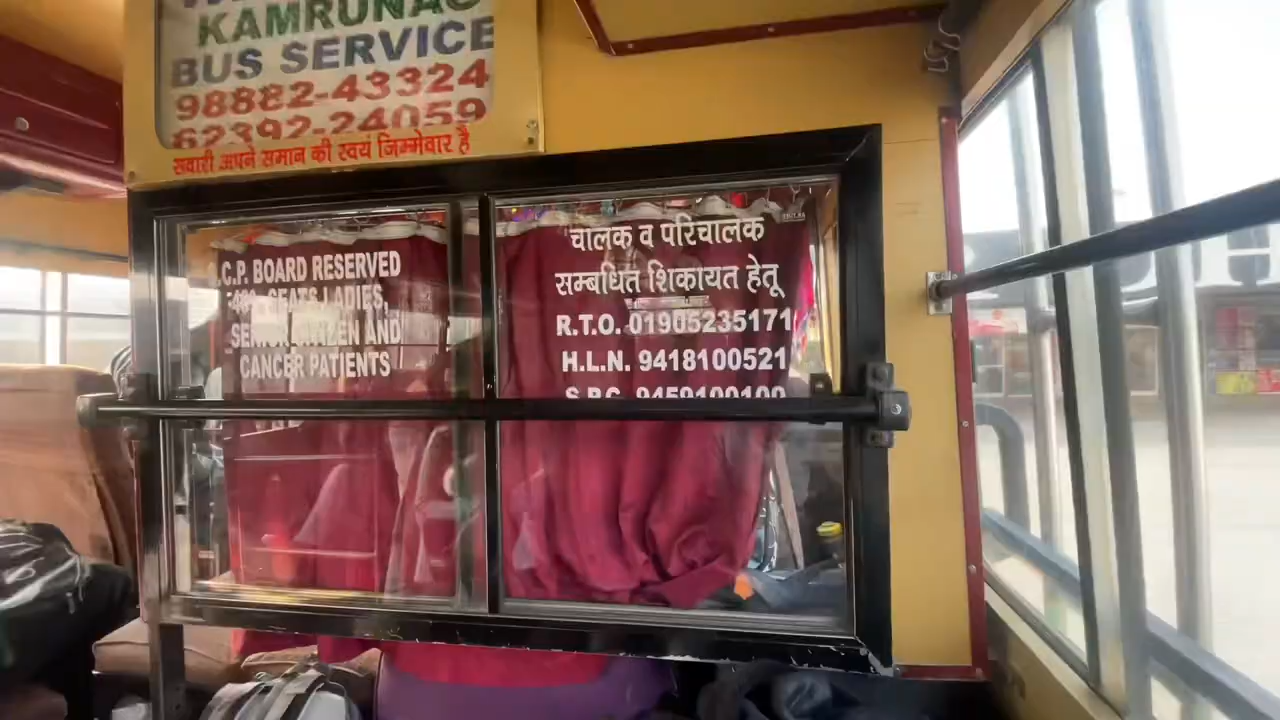 KAMRUNAG
BUS SERVICE
98882-43324
62392-24059
सवारी अपने समान की स्वयं जिम्मेवार है
.C.P. BOARD RESERVED
SEATS LADIES,
SENIOR CITIZEN AND
CANCER PATIENTS
चालक व परिचालक
सम्बधित शिकायत हेतू
R.T.O. 01905235171
H.L.N. 9418100521
9459100100